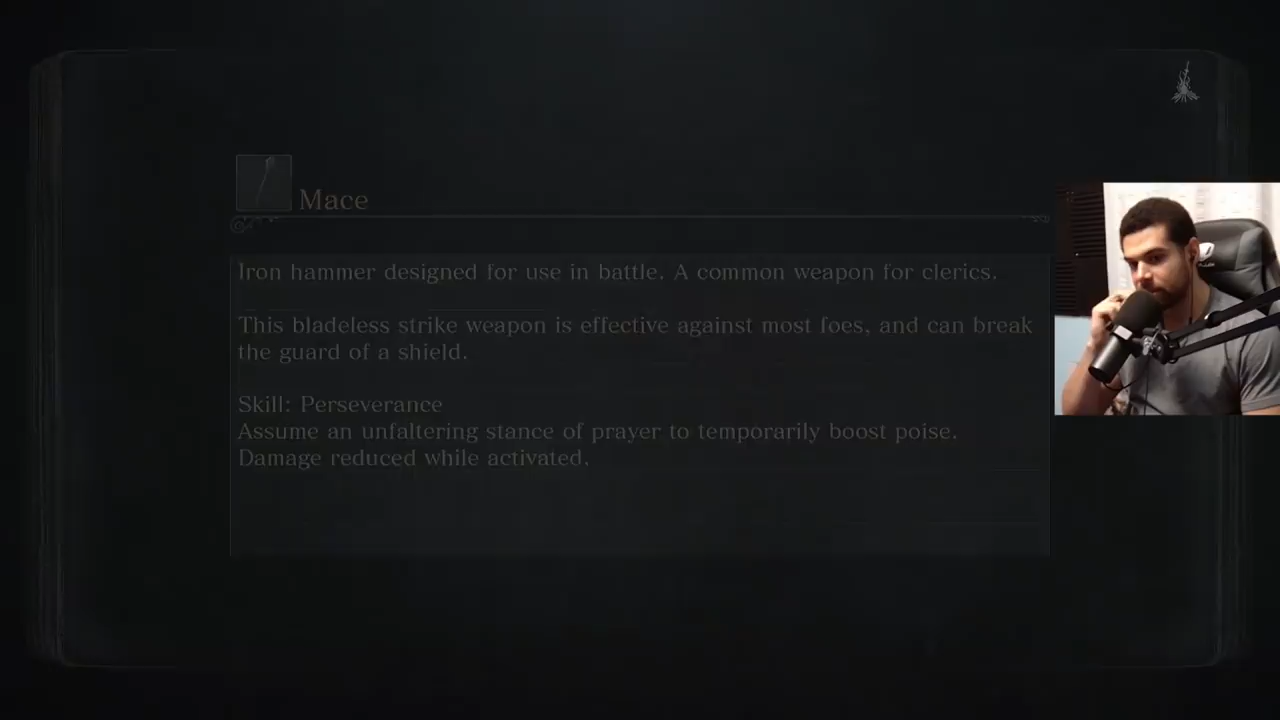 Mace
Iron hammer designed for use in battle. A common weapon for clerics.
This bladeless strike weapon is effective against most foes, and can break
the guard of a shield.
Skill: Perseverance
Assume an unfaltering stance of prayer to temporarily boost poise.
Damage reduced while activated.